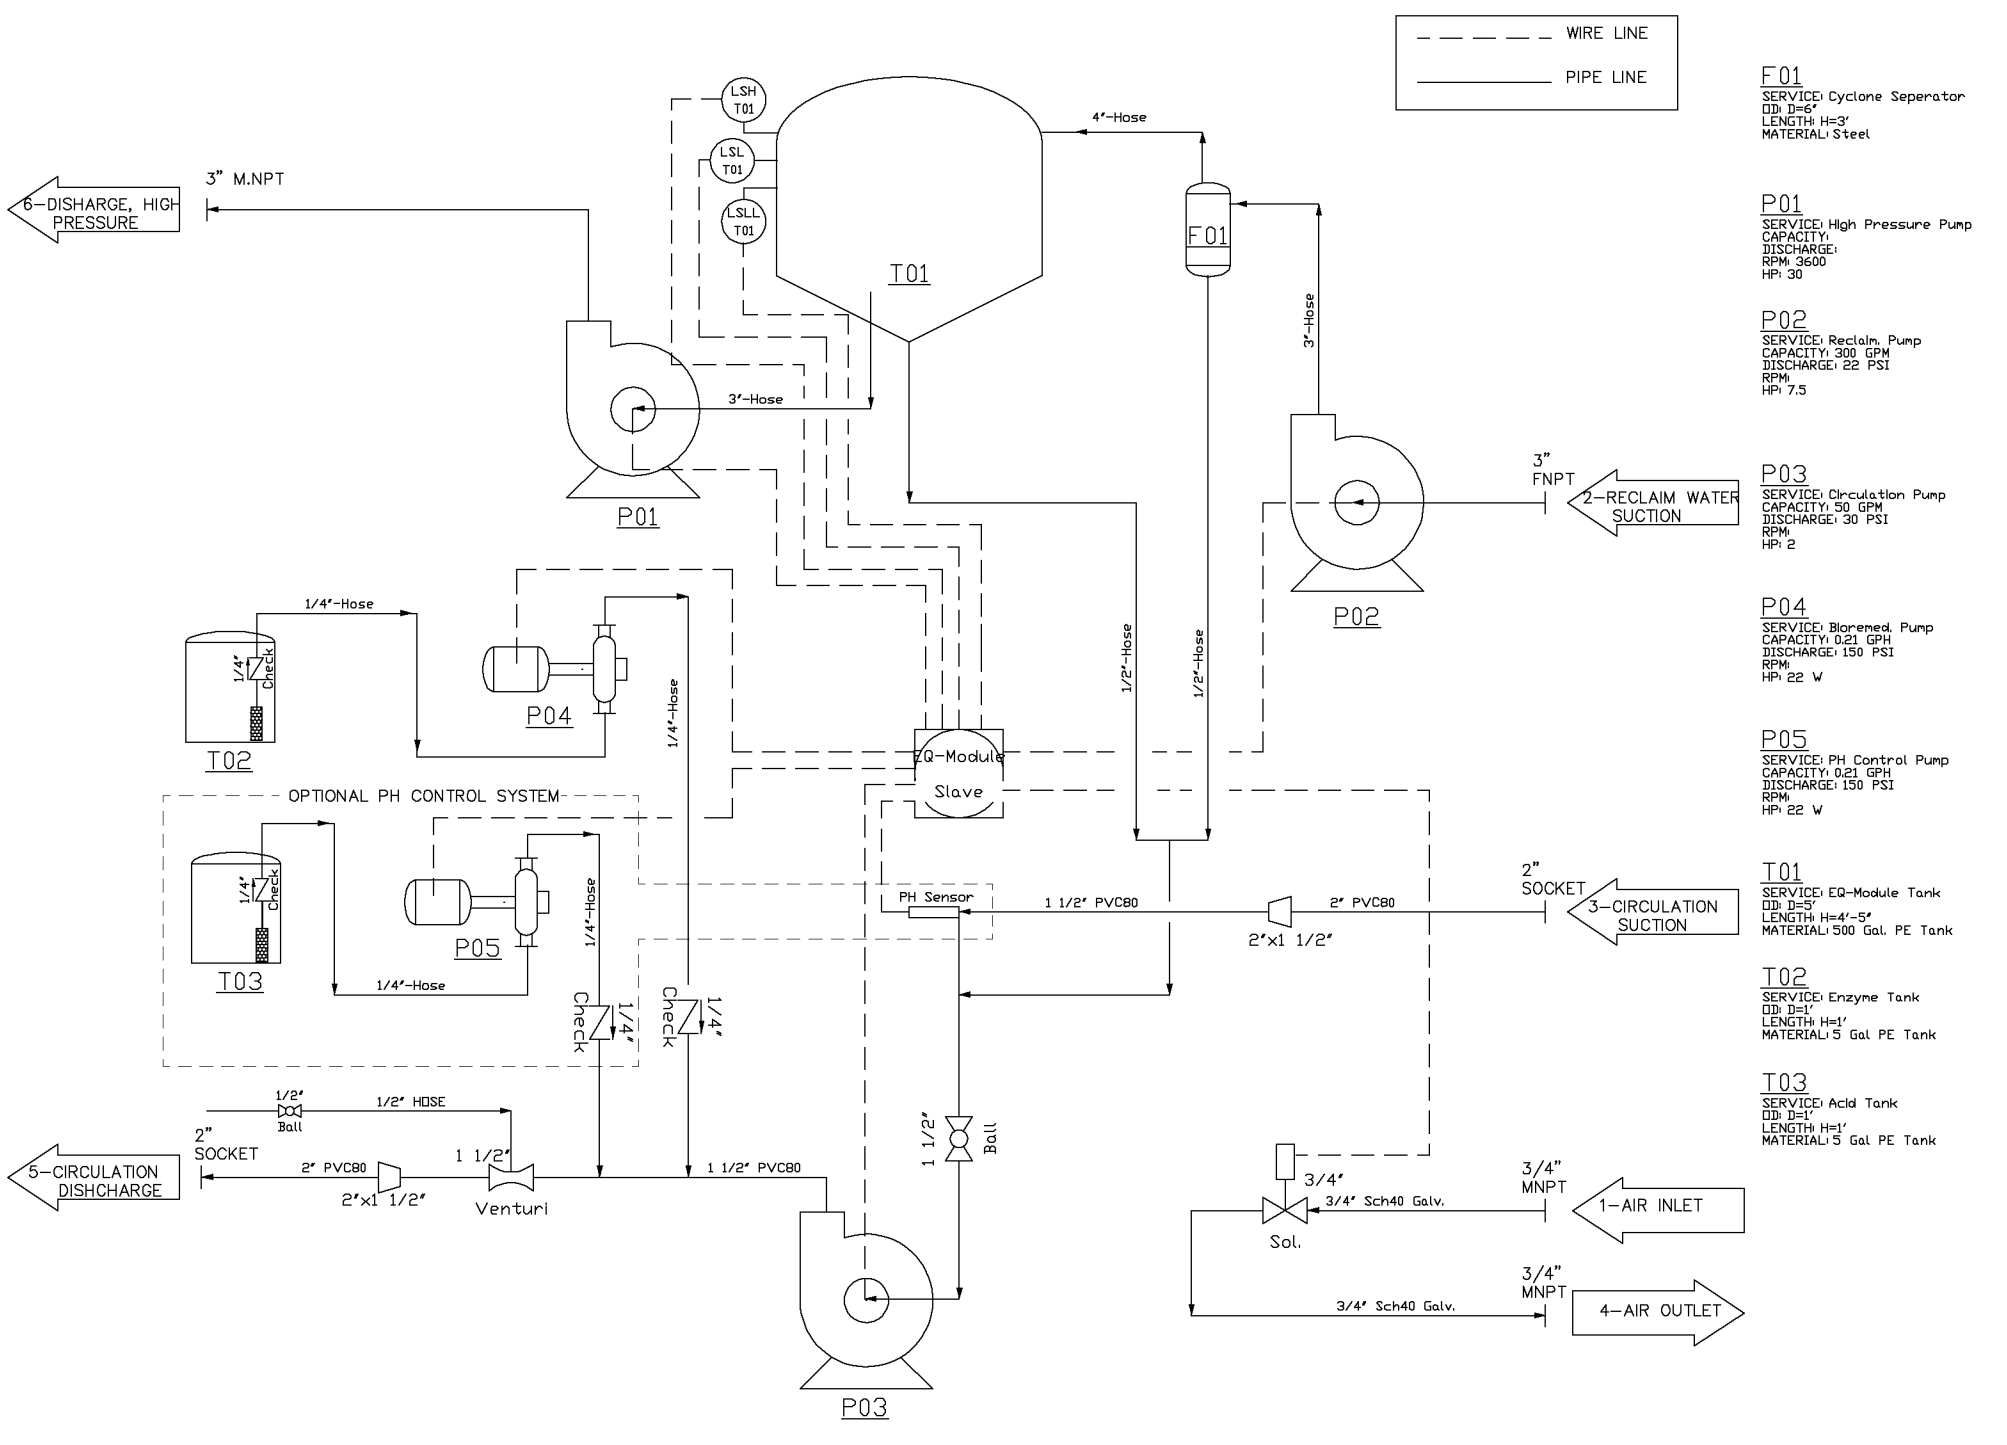 WIRE LINE
PIPE LINE
F01
SERVICE: Cyclone Seperator
OD: D=6"
LENGTH: H=3'
MATERIAL: Steel
P01
SERVICE: High Pressure Pump
CAPACITY:
DISCHARGE:
RPM: 3600
HP: 30
P02
SERVICE: Reclaim. Pump
CAPACITY: 300 GPM
DISCHARGE: 22 PSI
RPM:
HP: 7.5
P03
SERVICE: Circulation Pump
CAPACITY: 50 GPM
DISCHARGE: 30 PSI
RPM:
HP: 2
P04
SERVICE: Bioremed. Pump
CAPACITY: 0.21 GPH
DISCHARGE: 150 PSI
RPM:
HP: 22 W
P05
SERVICE: PH Control Pump
CAPACITY: 0.21 GPH
DISCHARGE: 150 PSI
RPM:
HP: 22 W
T01
SERVICE: EQ-Module Tank
OD: D=5'
LENGTH: H=4'-5"
MATERIAL: 500 Gal. PE Tank
T02
SERVICE: Enzyme Tank
OD: D=1'
LENGTH: H=1'
MATERIAL: 5 Gal PE Tank
T03
SERVICE: Acid Tank
OD: D=1'
LENGTH: H=1'
MATERIAL: 5 Gal PE Tank
LSH
T01
LSL
T01
LSLL
T01
T01
4"-Hose
F01
3"-Hose
3" M.NPT
6-DISHARGE, HIGH
PRESSURE
3"-Hose
P01
3"
FNPT
2-RECLAIM WATER
SUCTION
P02
1/4"-Hose
1/4"
Check
T02
P04
1/4"-Hose
1/2"-Hose
1/2"-Hose
EQ-Module
Slave
OPTIONAL PH CONTROL SYSTEM
1/4"
Check
T03
P05
1/4"-Hose
1/4"-Hose
Check
1/4"
Check
1/4"
PH Sensor
1 1/2" PVC80
2"x1 1/2"
2" PVC80
2"
SOCKET
3-CIRCULATION
SUCTION
1/2"
Ball
1/2" HOSE
2"
SOCKET
5-CIRCULATION
DISHCHARGE
2" PVC80
2"x1 1/2"
1 1/2"
Venturi
1 1/2" PVC80
1 1/2"
Ball
P03
3/4"
Sol.
3/4" Sch40 Galv.
3/4"
MNPT
1-AIR INLET
3/4" Sch40 Galv.
3/4"
MNPT
4-AIR OUTLET